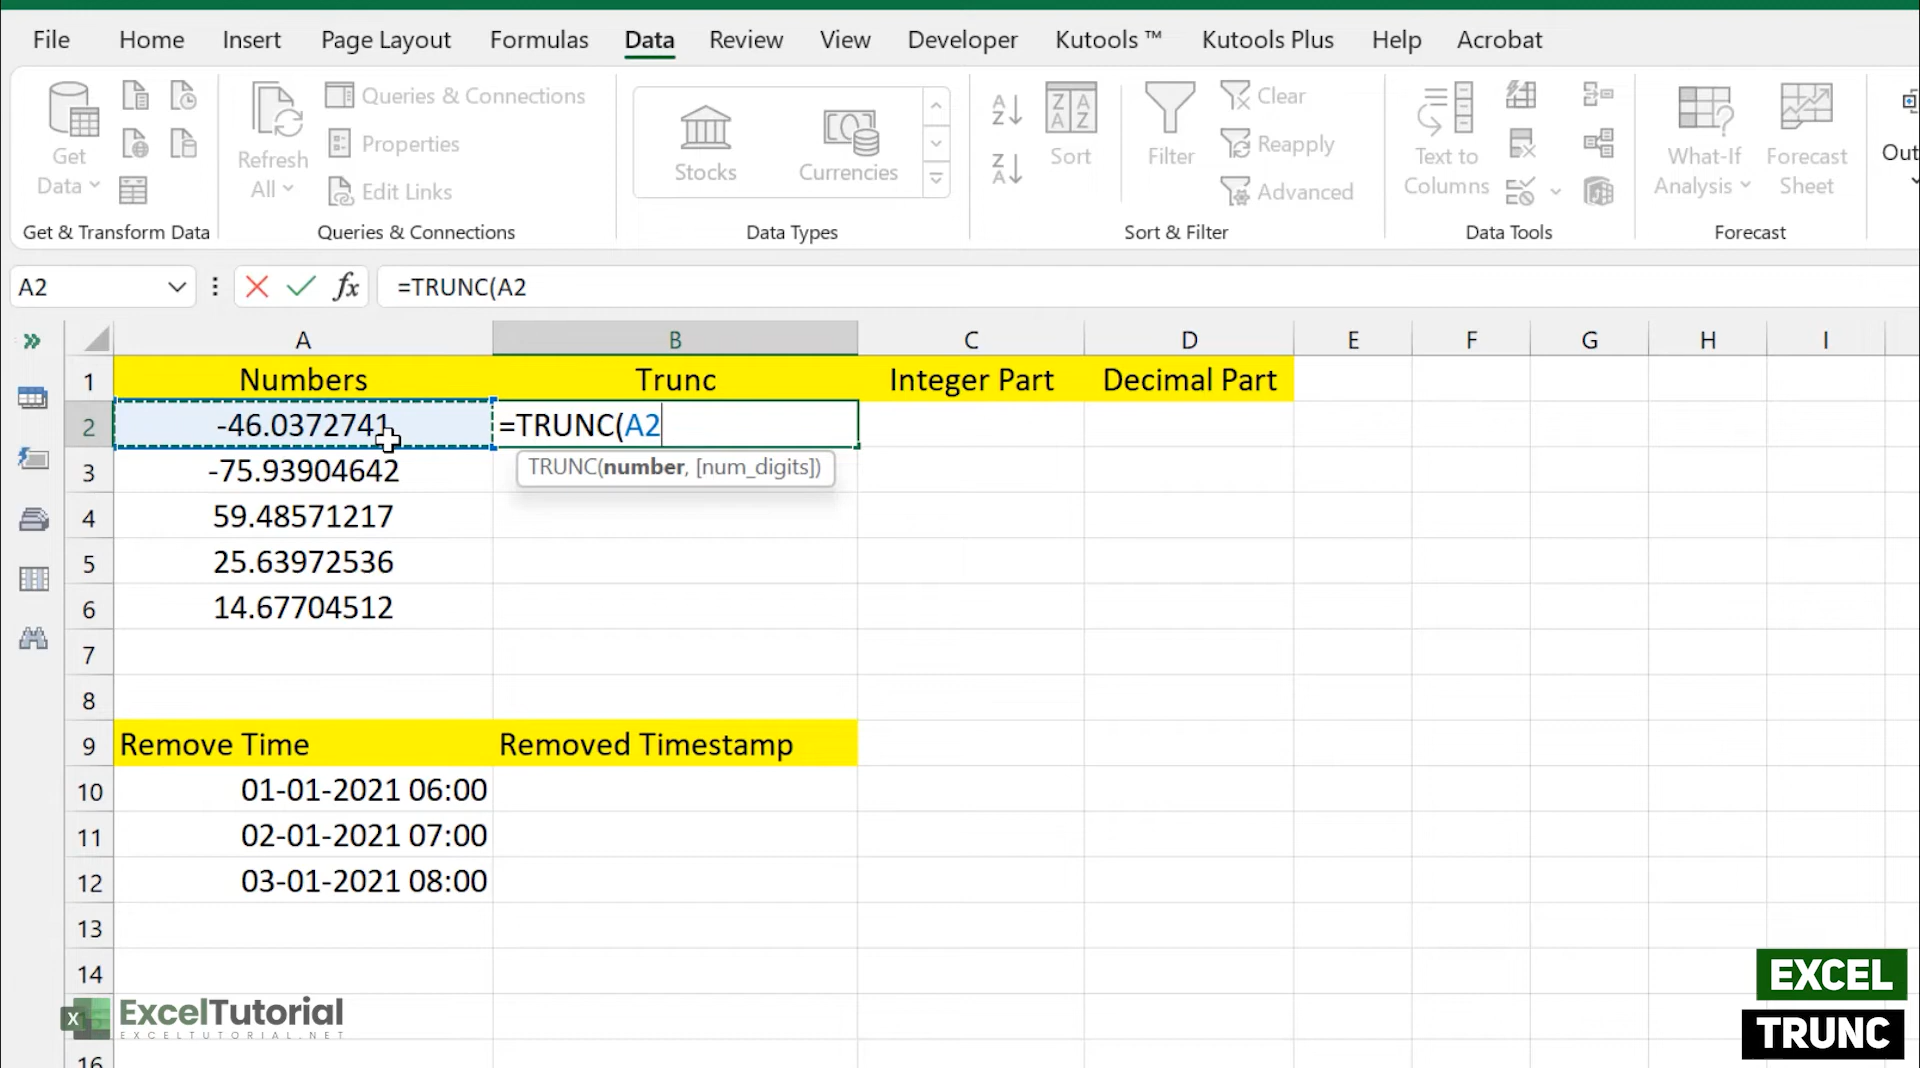 File Home Insert Page Layout Formulas Data Review View Developer Kutools ™ Kutools Plus Help Acrobat
Get Data
Refresh All
Queries & Connections
Properties
Edit Links
Stocks
Currencies
Sort
Filter
Clear
Reapply
Advanced
Text to Columns
What-If Analysis
Forecast Sheet
Out
Get & Transform Data Queries & Connections Data Types Sort & Filter Data Tools Forecast
A2 fx =TRUNC(A2
A B C D E F G H I
1 Numbers Trunc Integer Part Decimal Part
2 -46.0372741 =TRUNC(A2
TRUNC(number, [num_digits])
3 -75.93904642
4 59.48571217
5 25.63972536
6 14.67704512
7
8
9 Remove Time Removed Timestamp
10 01-01-2021 06:00
11 02-01-2021 07:00
12 03-01-2021 08:00
13
14
X ExcelTutorial
EXCELTUTORIAL.NET
16
EXCEL
TRUNC